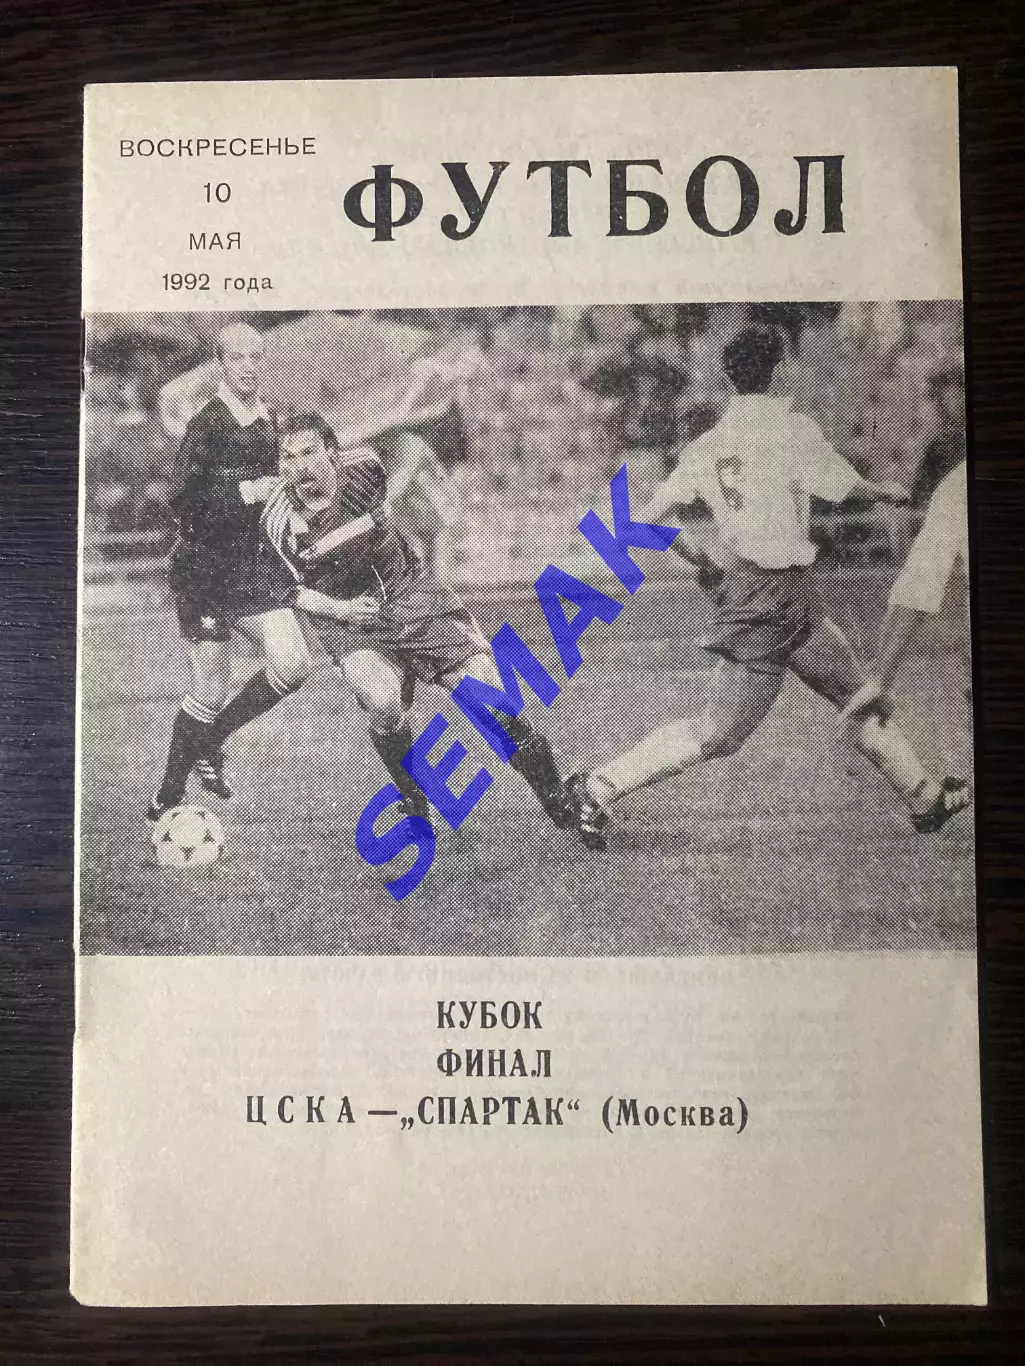 ВОСКРЕСЕНЬЕ
10
МАЯ
1992 года
ФУТБОЛ
SEMAK
КУБОК
ФИНАЛ
ЦСКА —„СПАРТАК“ (Москва)